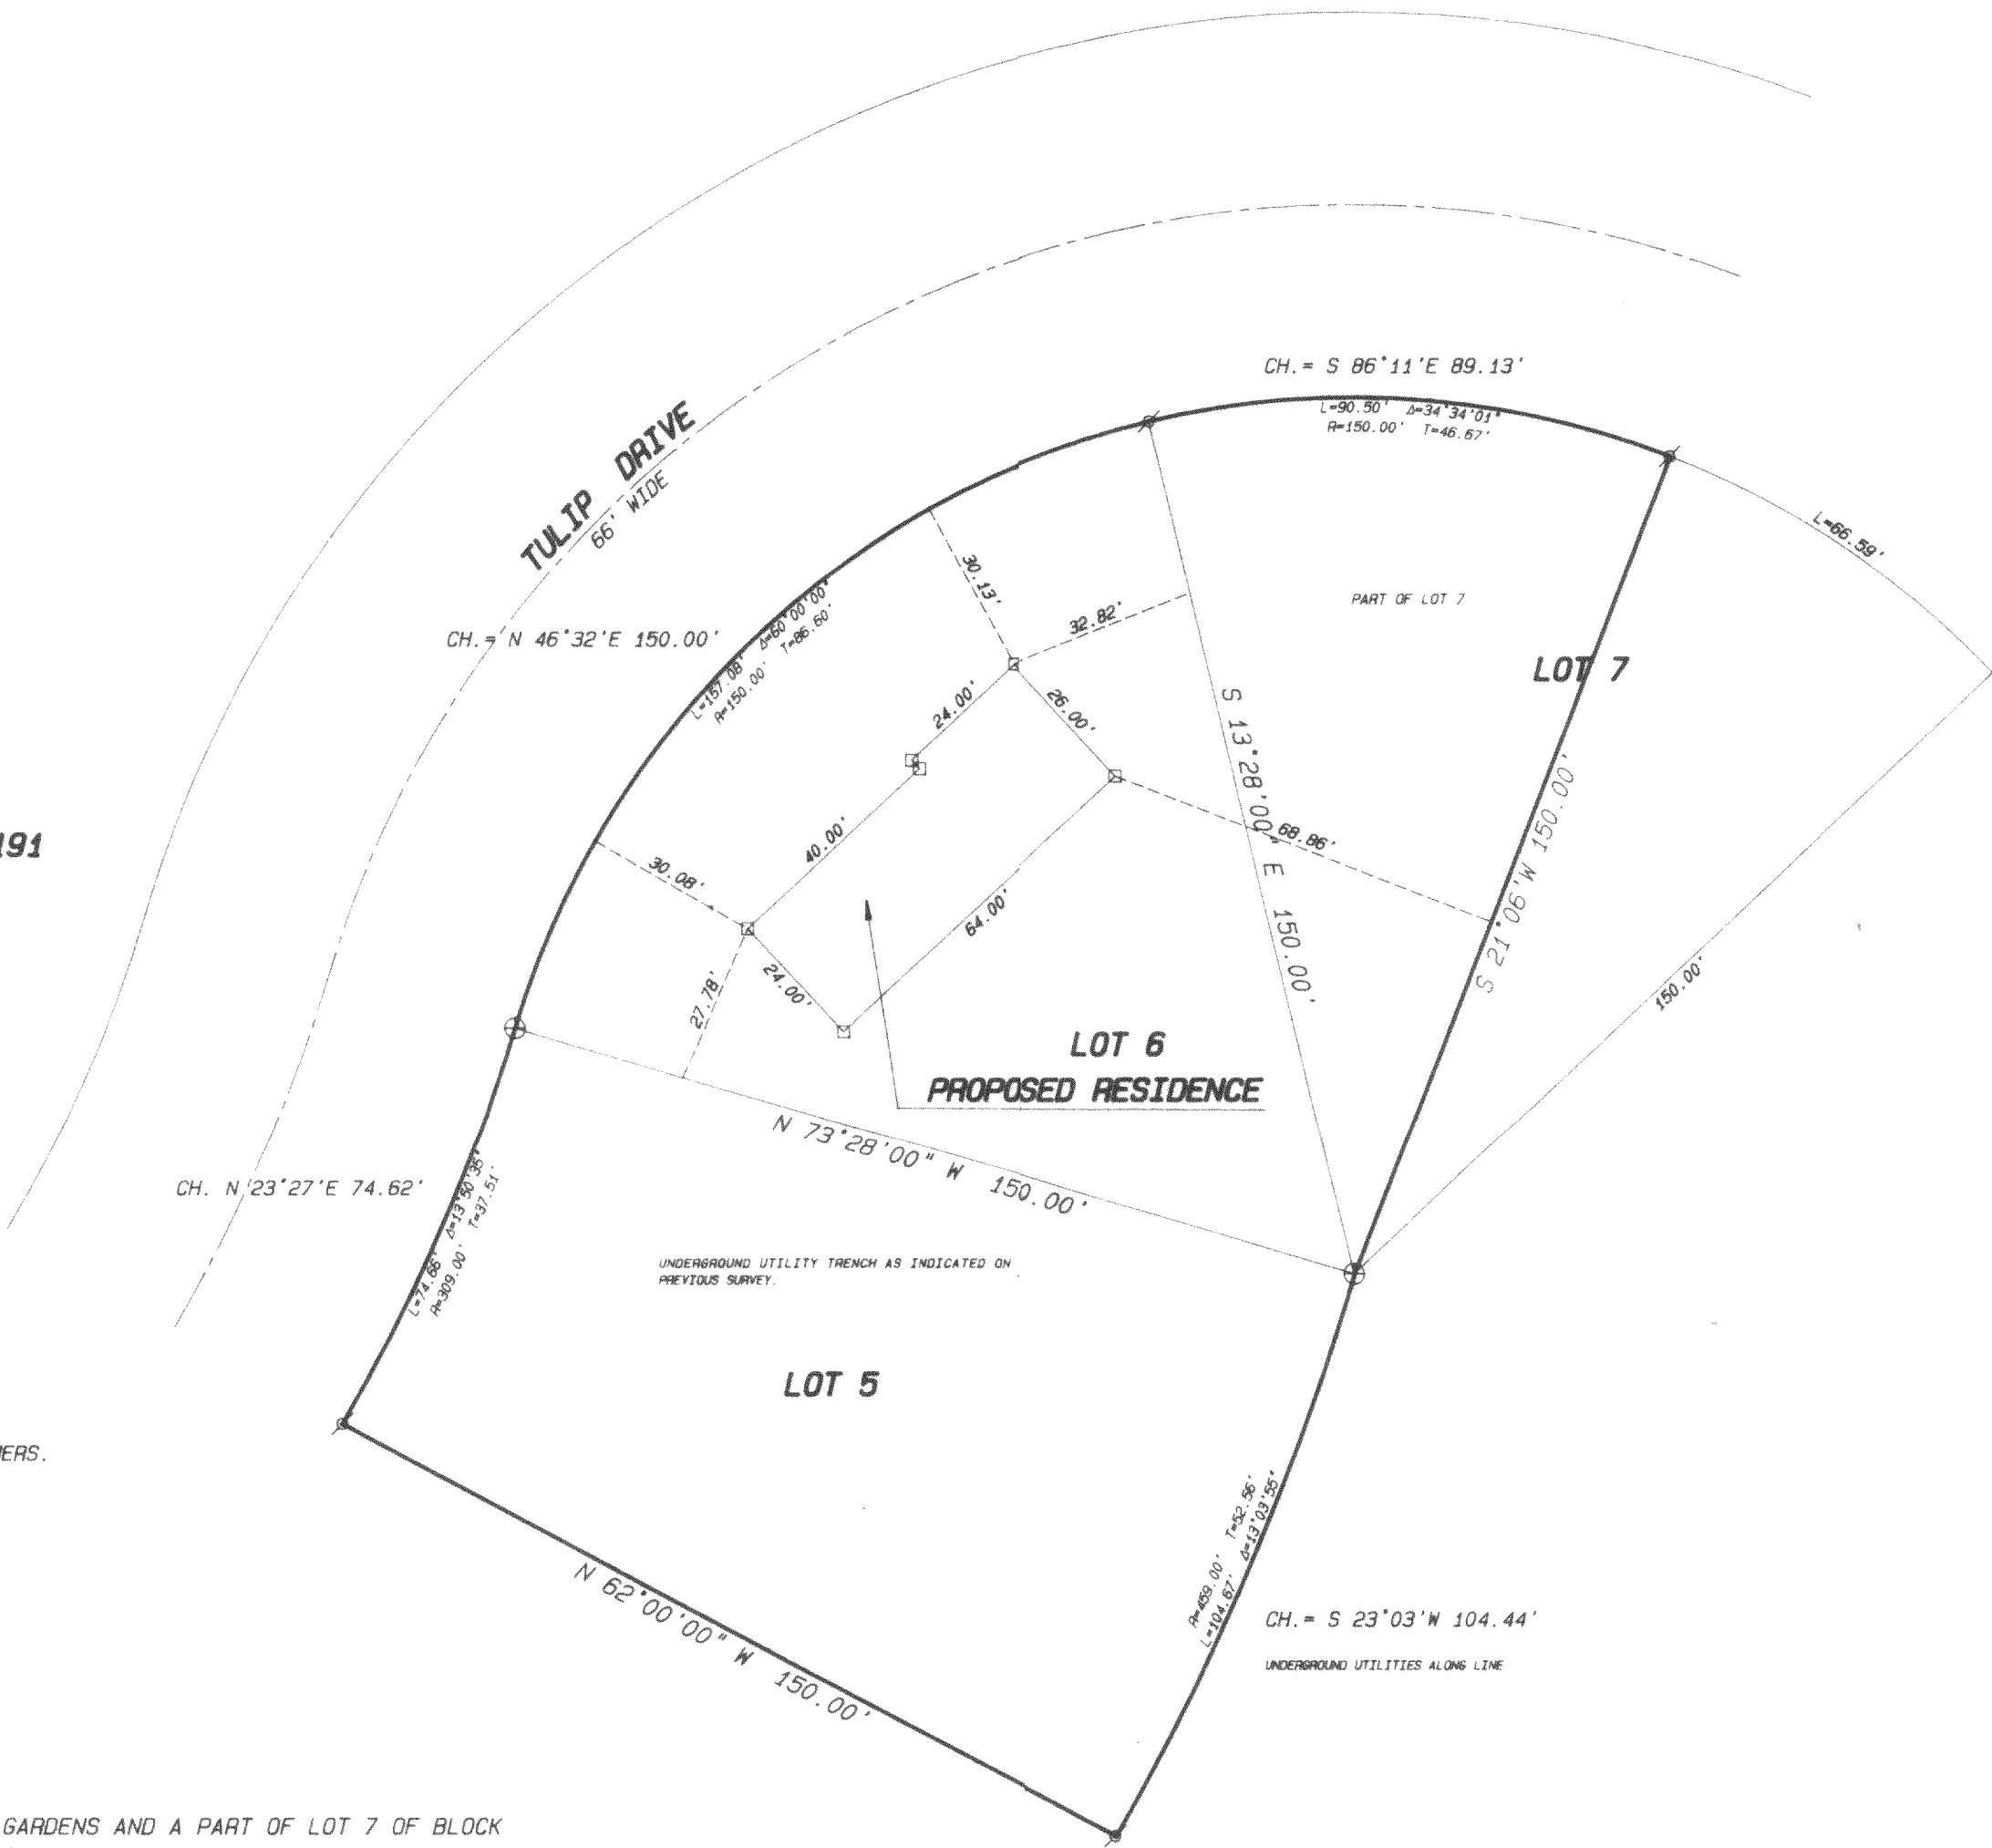 CH.= S 86°11'E 89.13'
L=90.50' Δ=34°34'01"
R=150.00' T=46.67'
TULIP DRIVE
66' WIDE
L=66.59'
30.13'
32.82'
PART OF LOT 7
CH.= N 46°32'E 150.00'
L=157.08' Δ=60°00'00"
R=150.00' T=86.60'
LOT 7
24.00'
26.00'
S 13°28'00" E 150.00'
S 21°06'W 150.00'
191
40.00'
68.86'
30.08'
64.00'
24.00'
27.78'
150.00'
LOT 6
PROPOSED RESIDENCE
N 73°28'00" W 150.00'
CH. N 23°27'E 74.62'
L=74.66' Δ=13°50'35"
R=309.00' T=37.51'
UNDERGROUND UTILITY TRENCH AS INDICATED ON
PREVIOUS SURVEY.
LOT 5
ERS.
R=459.00' T=52.56'
L=104.67' Δ=13°03'55"
N 62°00'00" W 150.00'
CH.= S 23°03'W 104.44'
UNDERGROUND UTILITIES ALONG LINE
GARDENS AND A PART OF LOT 7 OF BLOCK